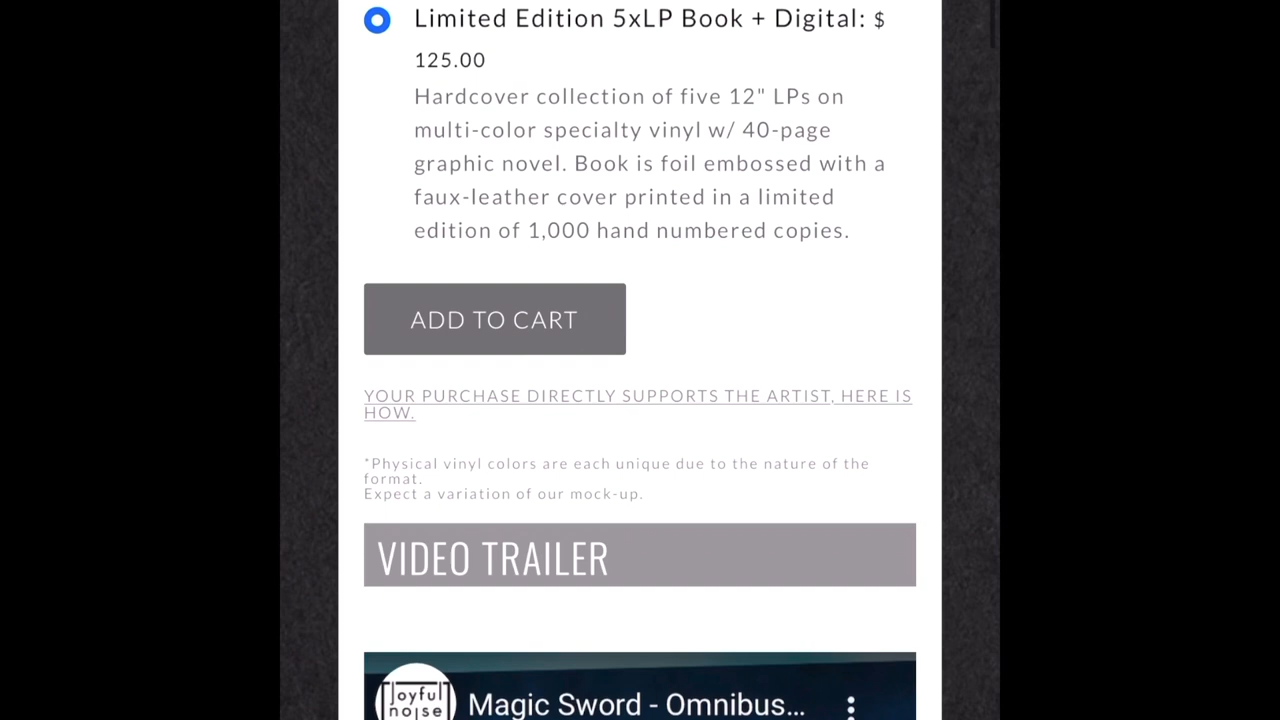 Limited Edition 5xLP Book + Digital: $
125.00
Hardcover collection of five 12" LPs on
multi-color specialty vinyl w/ 40-page
graphic novel. Book is foil embossed with a
faux-leather cover printed in a limited
edition of 1,000 hand numbered copies.
ADD TO CART
YOUR PURCHASE DIRECTLY SUPPORTS THE ARTIST, HERE IS
HOW.
*Physical vinyl colors are each unique due to the nature of the
format.
Expect a variation of our mock-up.
VIDEO TRAILER
Joyful
noise
Magic Sword - Omnibus...